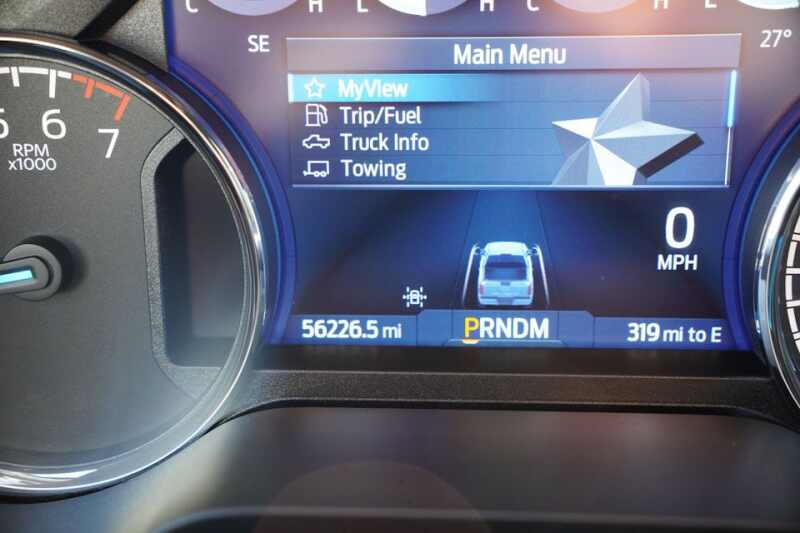 C H L H C H L H
SE
Main Menu
27°
MyView
Trip/Fuel
Truck Info
Towing
6
7
RPM
x1000
0
MPH
56226.5 mi
PRNDM
319 mi to E